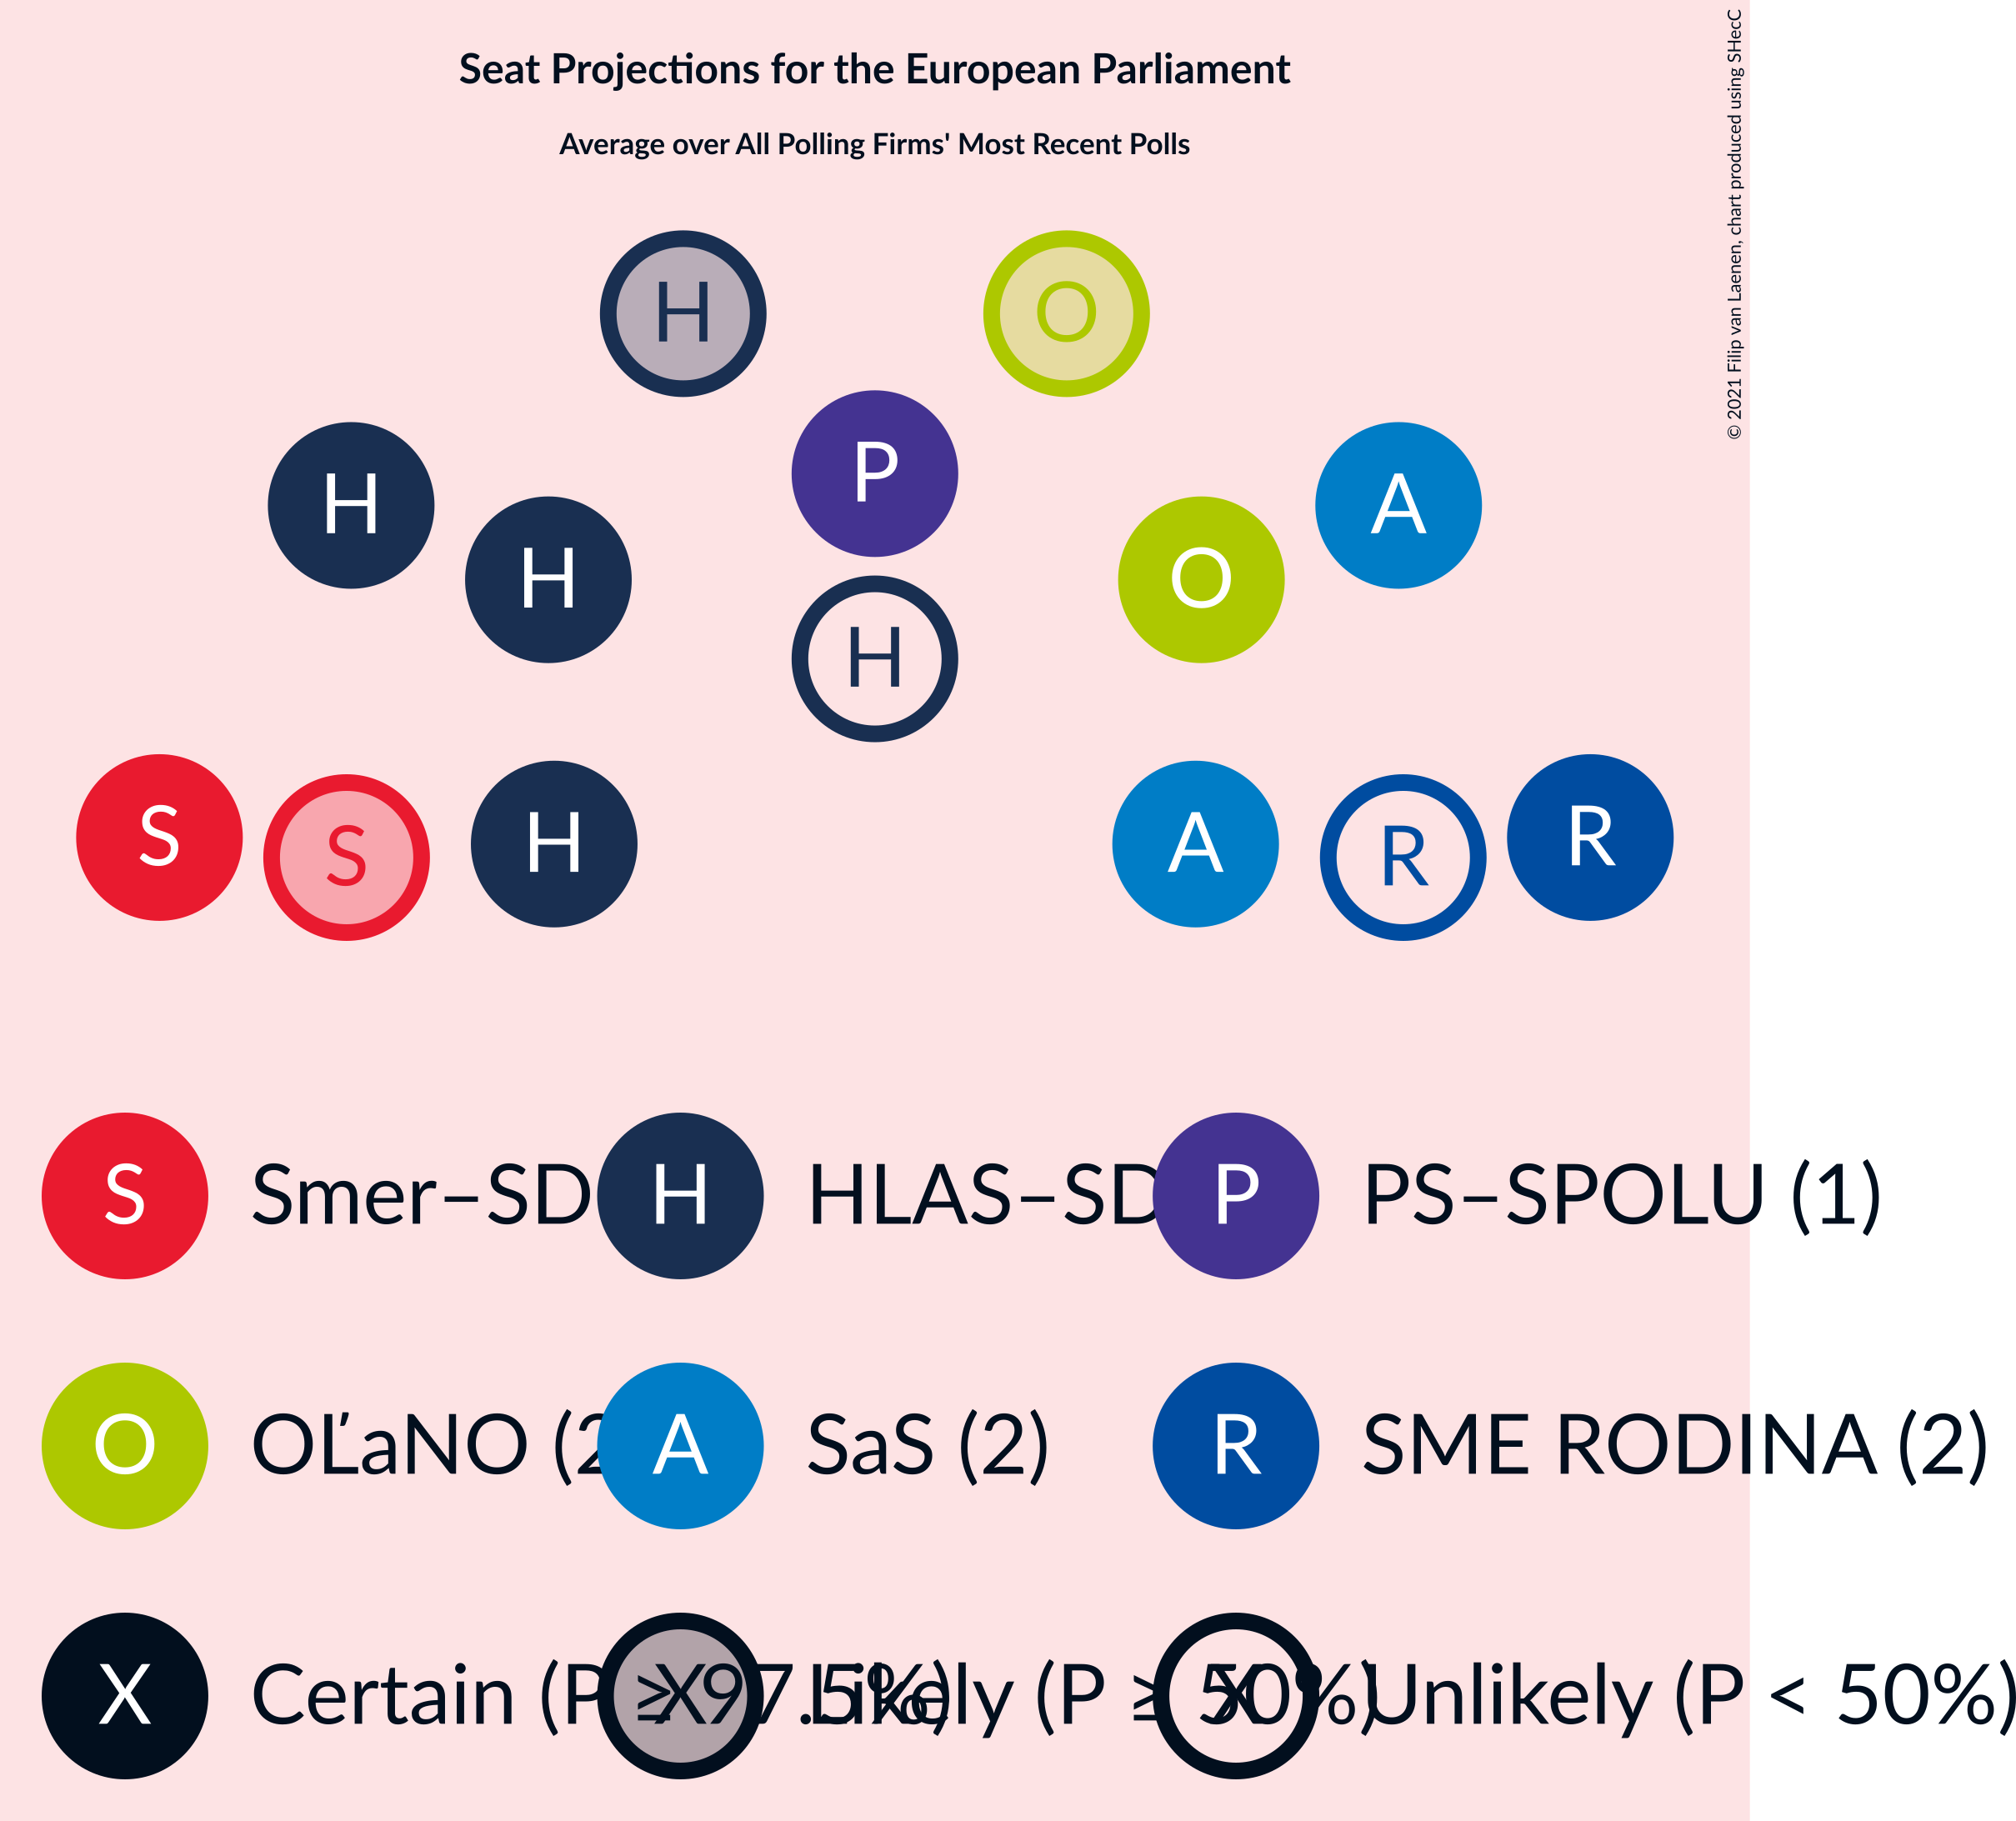 Seat Projections for the European Parliament
Average over All Polling Firms' Most Recent Polls
© 2021 Filip van Laenen, chart produced using SHecC
H O
P
H A
H O
H
S R
H A
S R
S Smer–SD H HLAS–SD P PS–SPOLU (1)
O OĽaNO (2 A SaS (2) R SME RODINA (2)
X Certain (P ≥ 97.5%) X Likely (P ≥ 50%) X Unlikely (P < 50%)